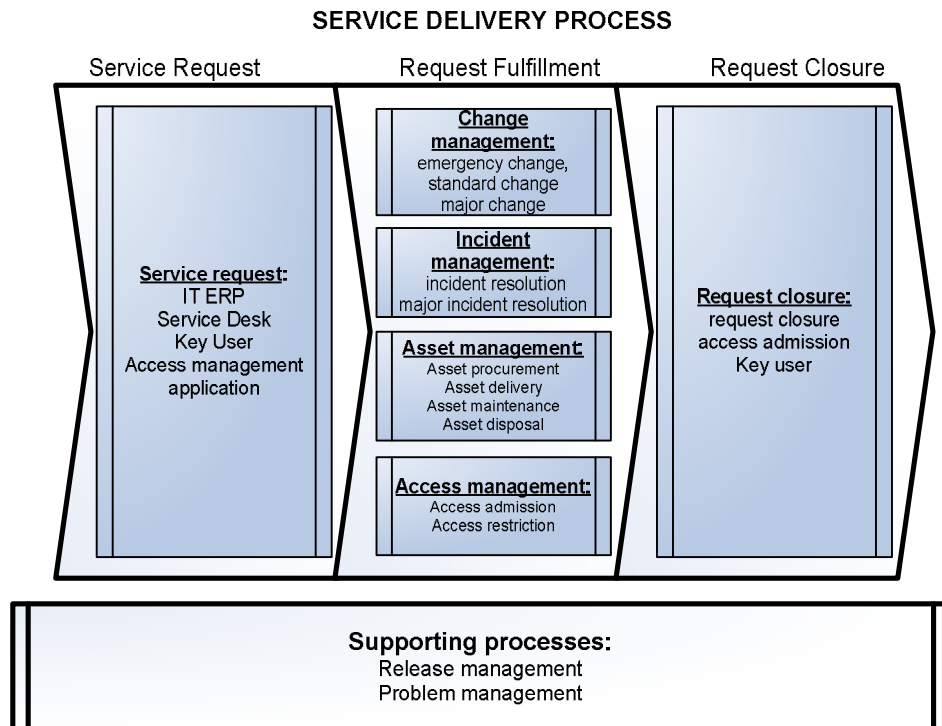 SERVICE DELIVERY PROCESS
Service Request
Request Fulfillment
Request Closure
Service request:
IT ERP
Service Desk
Key User
Access management
application
Change
management:
emergency change,
standard change
major change
Incident
management:
incident resolution
major incident resolution
Asset management:
Asset procurement
Asset delivery
Asset maintenance
Asset disposal
Access management:
Access admission
Access restriction
Request closure:
request closure
access admission
Key user
Supporting processes:
Release management
Problem management